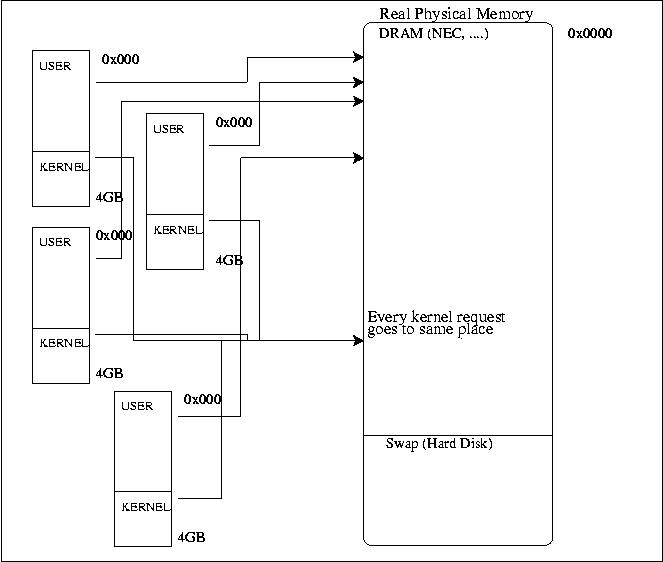 Real Physical Memory
DRAM (NEC, ....)
0x0000
0x000
USER
KERNEL
4GB
0x000
USER
KERNEL
4GB
0x000
USER
KERNEL
4GB
Every kernel request
goes to same place
0x000
USER
KERNEL
4GB
Swap (Hard Disk)